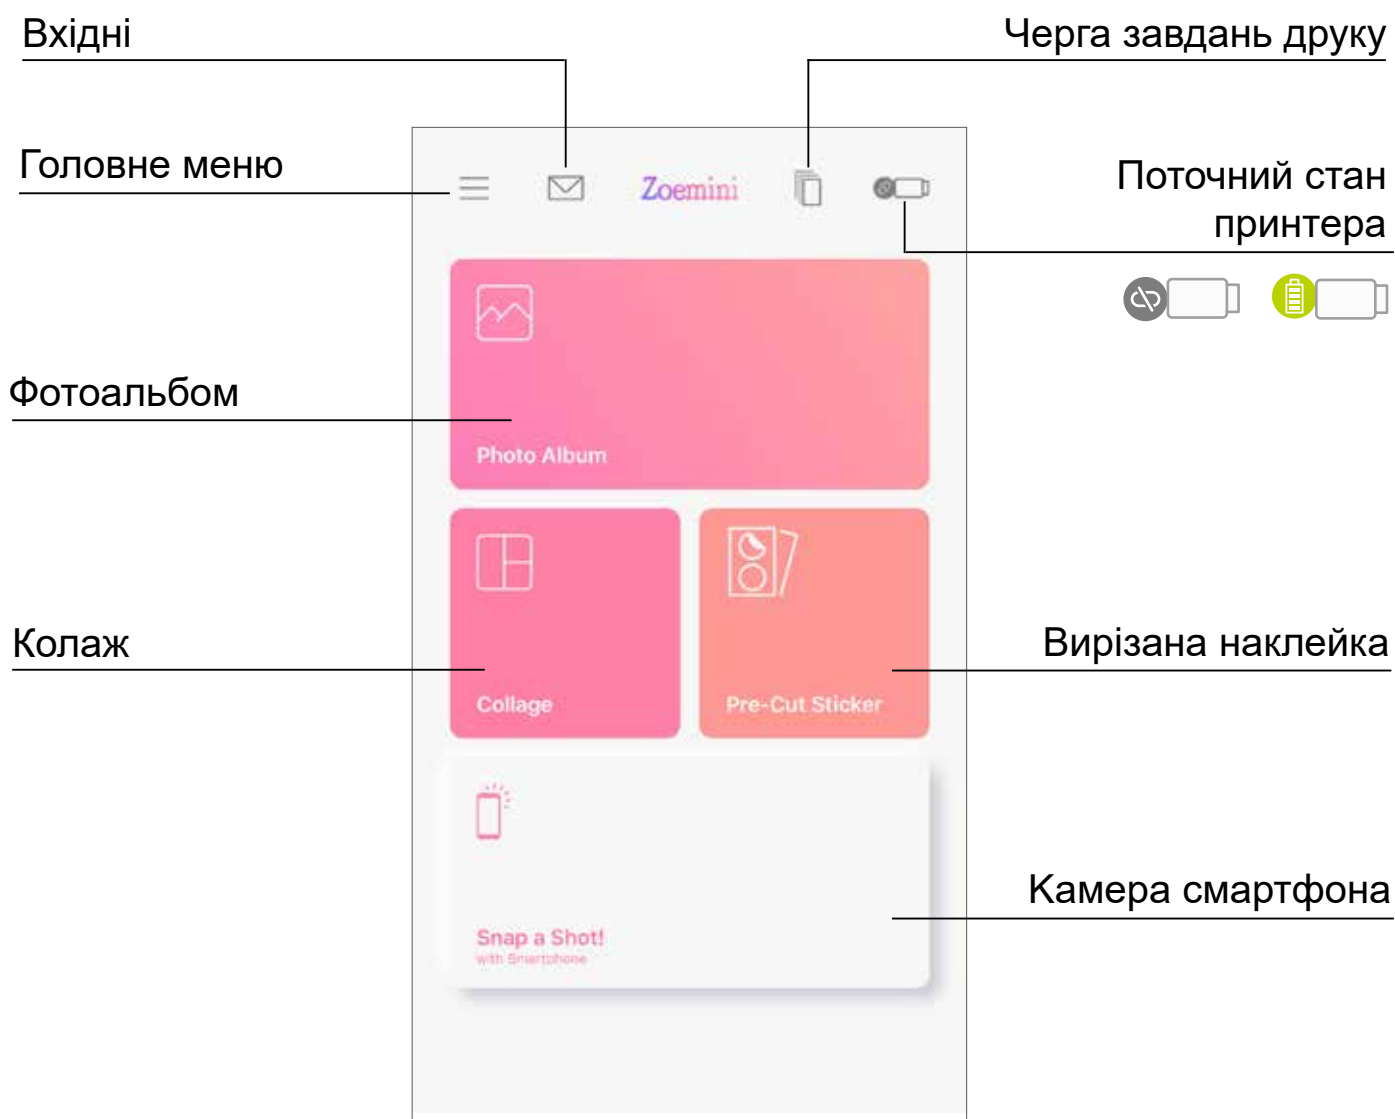 Вхідні
Черга завдань друку
Головне меню
Zoemini
Поточний стан
принтера
Фотоальбом
Photo Album
Колаж
Collage
Pre-Cut Sticker
Вирізана наклейка
Камера смартфона
Snap a Shot!
with Smartphone